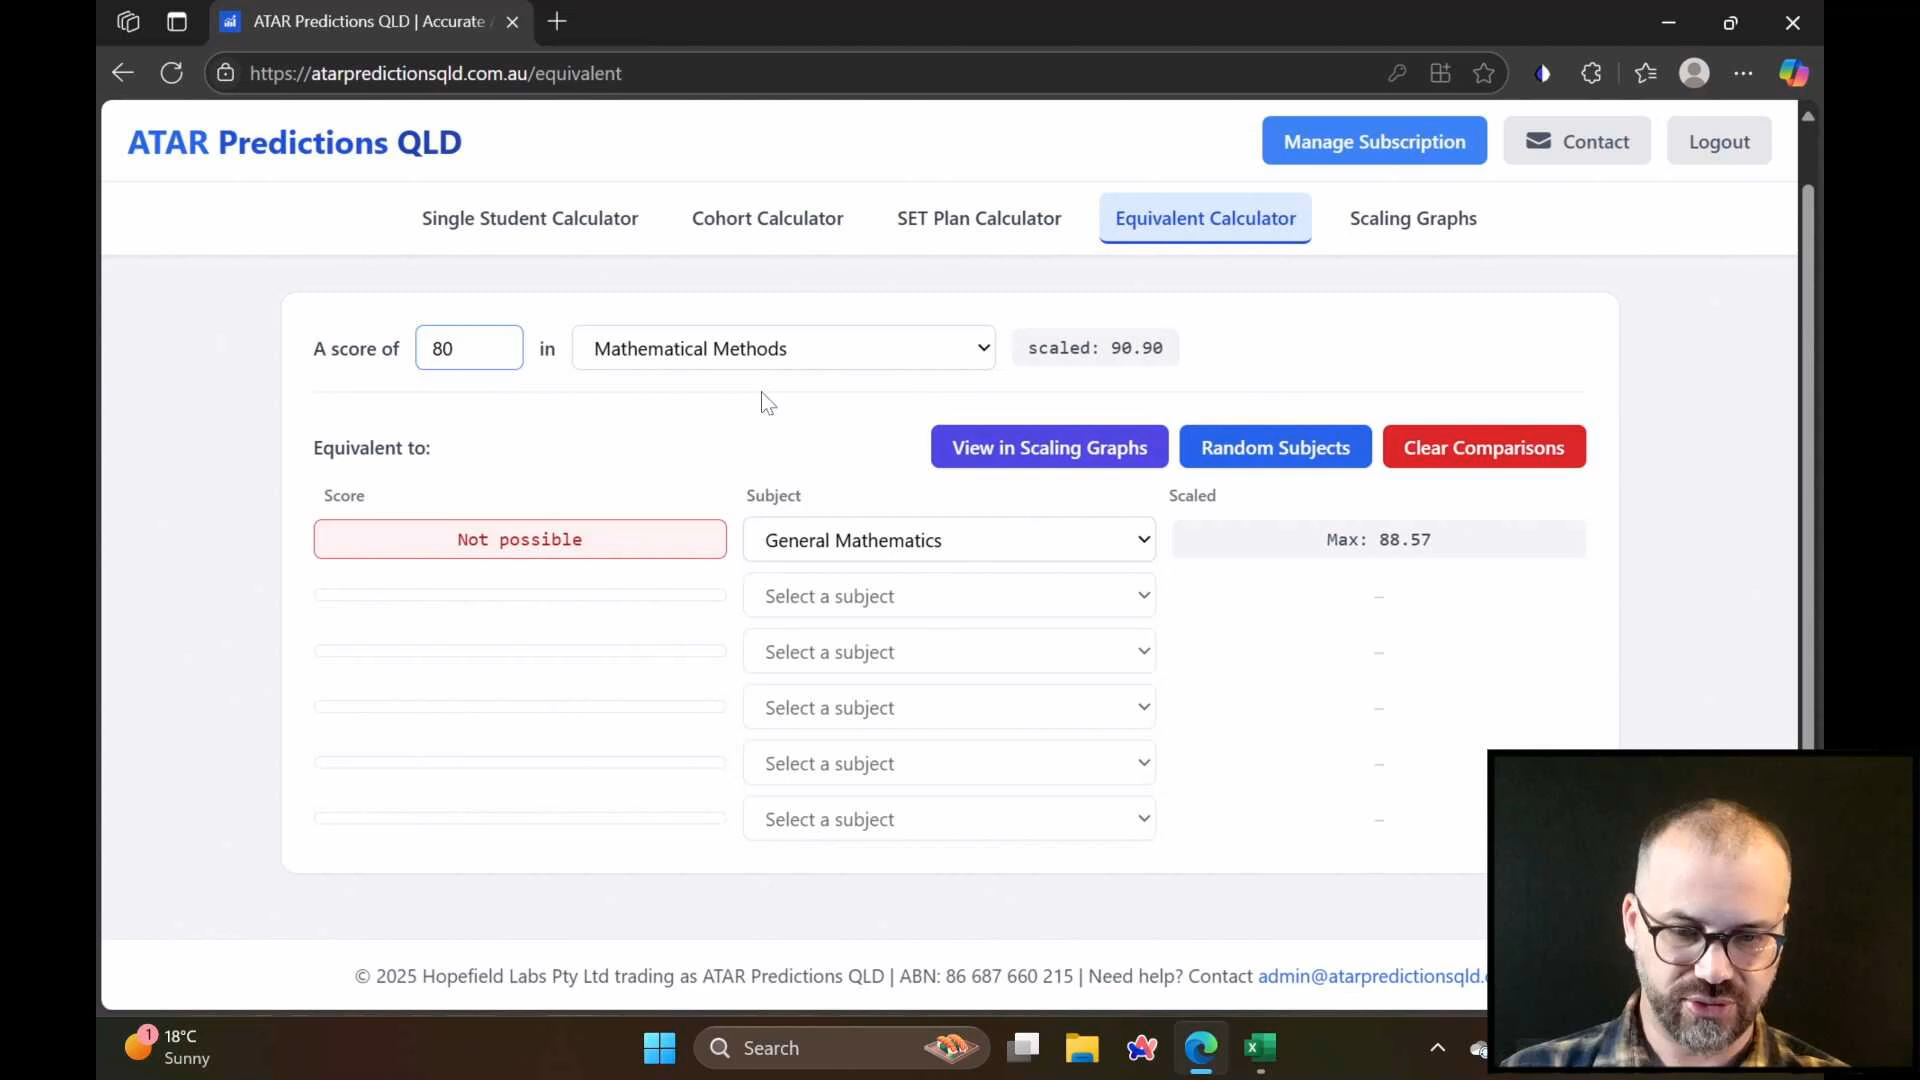 ATAR Predictions QLD | Accurate
https://atarpredictionsqld.com.au/equivalent
ATAR Predictions QLD
Manage Subscription
Contact
Logout
Single Student Calculator
Cohort Calculator
SET Plan Calculator
Equivalent Calculator
Scaling Graphs
A score of 80 in Mathematical Methods scaled: 90.90
Equivalent to:
View in Scaling Graphs
Random Subjects
Clear Comparisons
Score Subject Scaled
Not possible General Mathematics Max: 88.57
Select a subject –
Select a subject –
Select a subject –
Select a subject –
Select a subject –
© 2025 Hopefield Labs Pty Ltd trading as ATAR Predictions QLD | ABN: 86 687 660 215 | Need help? Contact admin@atarpredictionsqld.
1
18°C
Sunny
Search